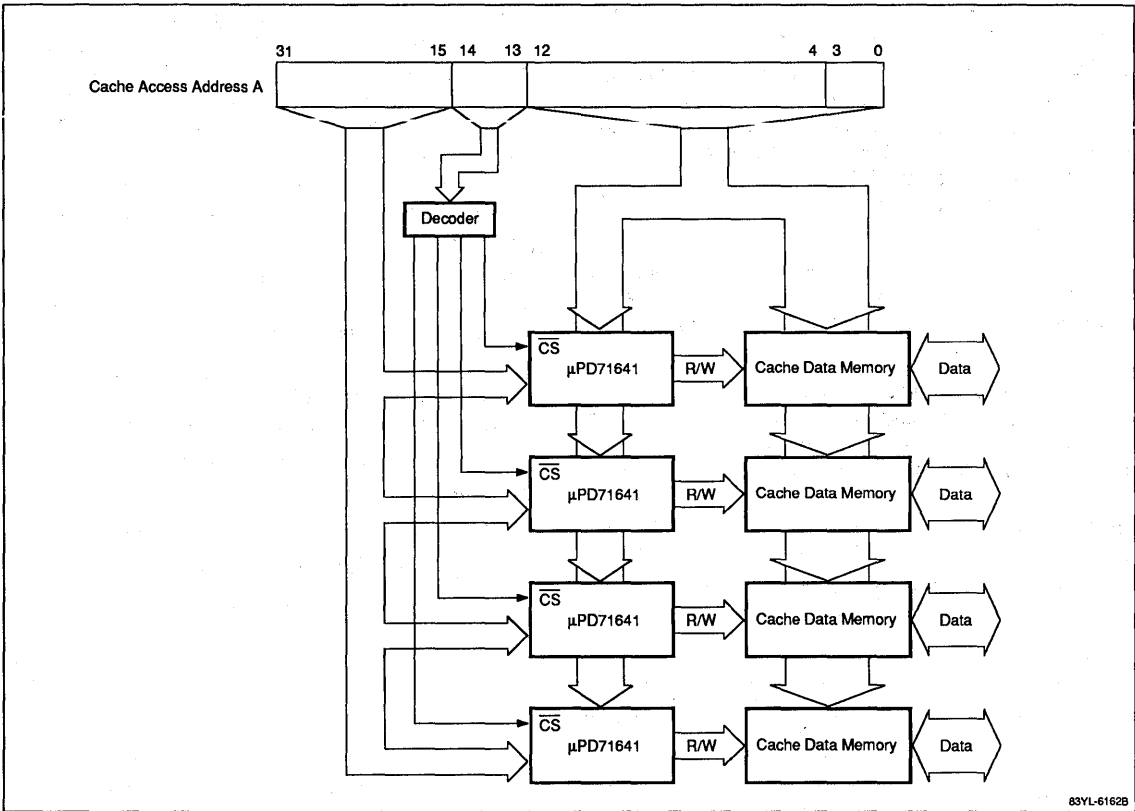 31 15 14 13 12 4 3 0
Cache Access Address A
Decoder
CS
μPD71641
R/W
Cache Data Memory
Data
CS
μPD71641
R/W
Cache Data Memory
Data
CS
μPD71641
R/W
Cache Data Memory
Data
CS
μPD71641
R/W
Cache Data Memory
Data
83YL-6162B